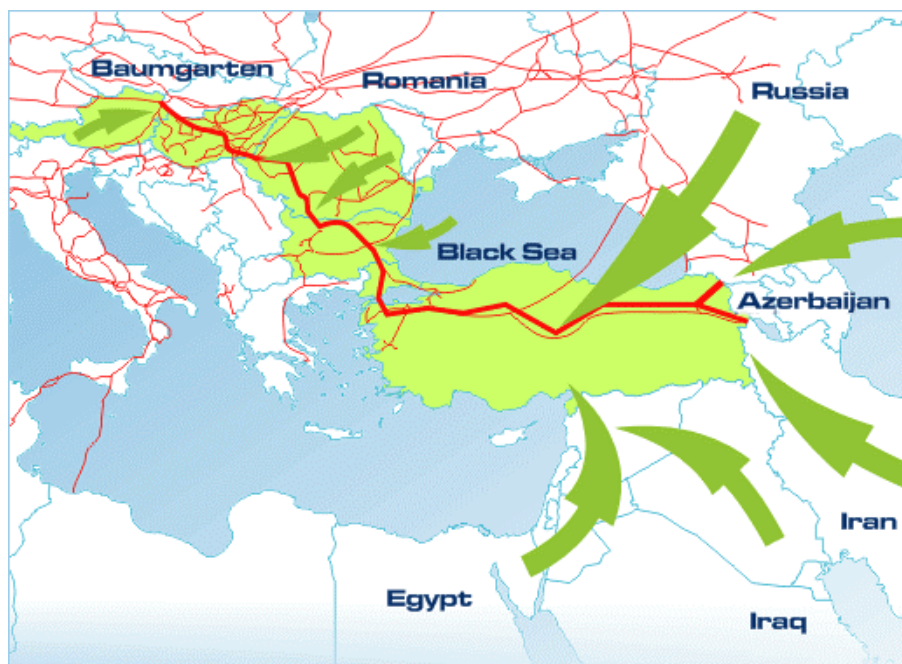 Baumgarten
Romania
Russia
Black Sea
Azerbaijan
Iran
Egypt
Iraq